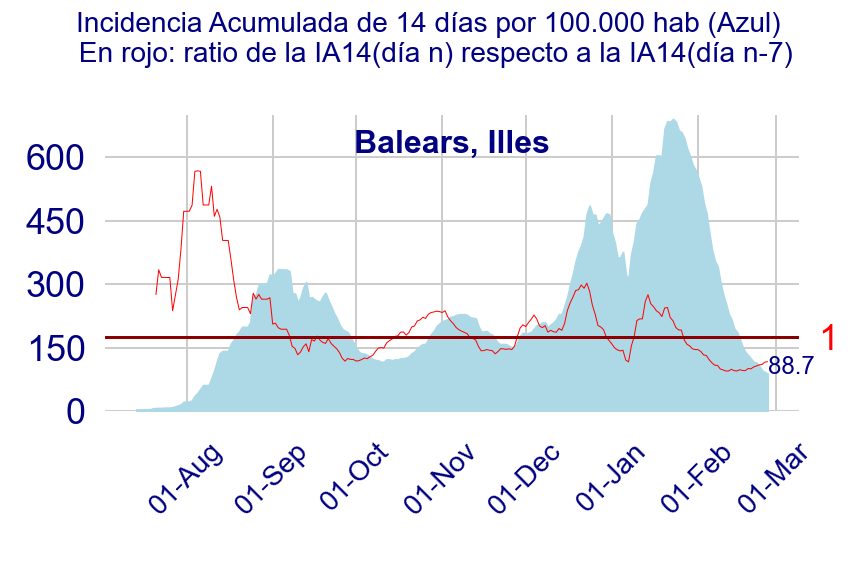 Incidencia Acumulada de 14 días por 100.000 hab (Azul)
En rojo: ratio de la IA14(día n) respecto a la IA14(día n-7)
Balears, Illes
600
450
300
150
0
1
88.7
01-Aug
01-Sep
01-Oct
01-Nov
01-Dec
01-Jan
01-Feb
01-Mar